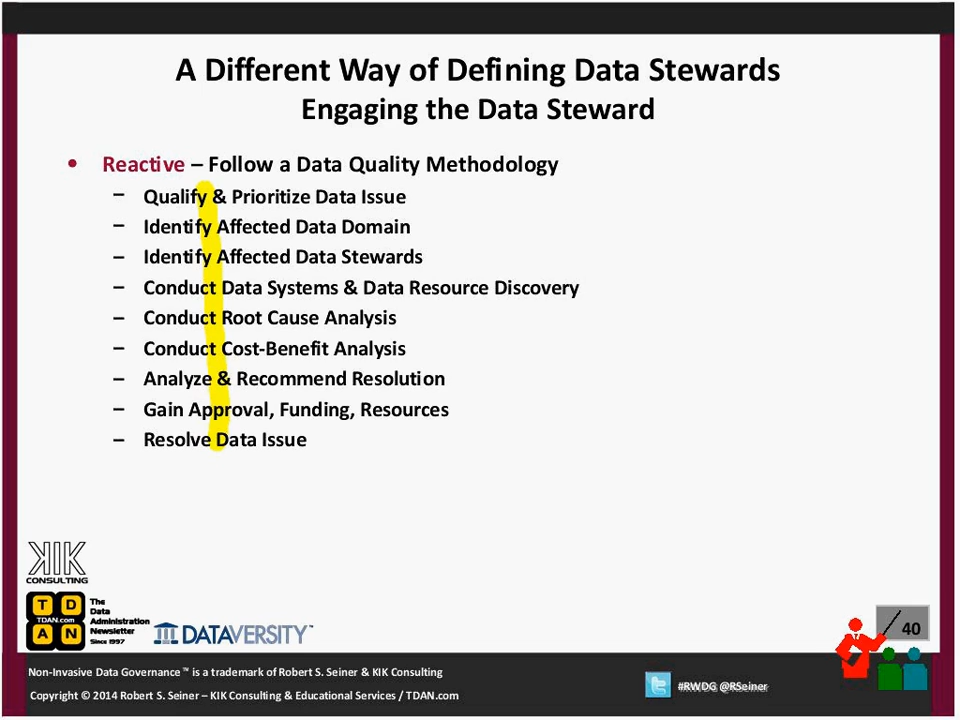 A Different Way of Defining Data Stewards
Engaging the Data Steward
• Reactive – Follow a Data Quality Methodology
– Qualify & Prioritize Data Issue
– Identify Affected Data Domain
– Identify Affected Data Stewards
– Conduct Data Systems & Data Resource Discovery
– Conduct Root Cause Analysis
– Conduct Cost-Benefit Analysis
– Analyze & Recommend Resolution
– Gain Approval, Funding, Resources
– Resolve Data Issue
KIK
CONSULTING
T D
TDAN.com
A N
The
Data
Administration
Newsletter
Since 1997
DATAVERSITY™
40
Non-Invasive Data Governance™ is a trademark of Robert S. Seiner & KIK Consulting
Copyright © 2014 Robert S. Seiner – KIK Consulting & Educational Services / TDAN.com
#RWDG @RSeiner